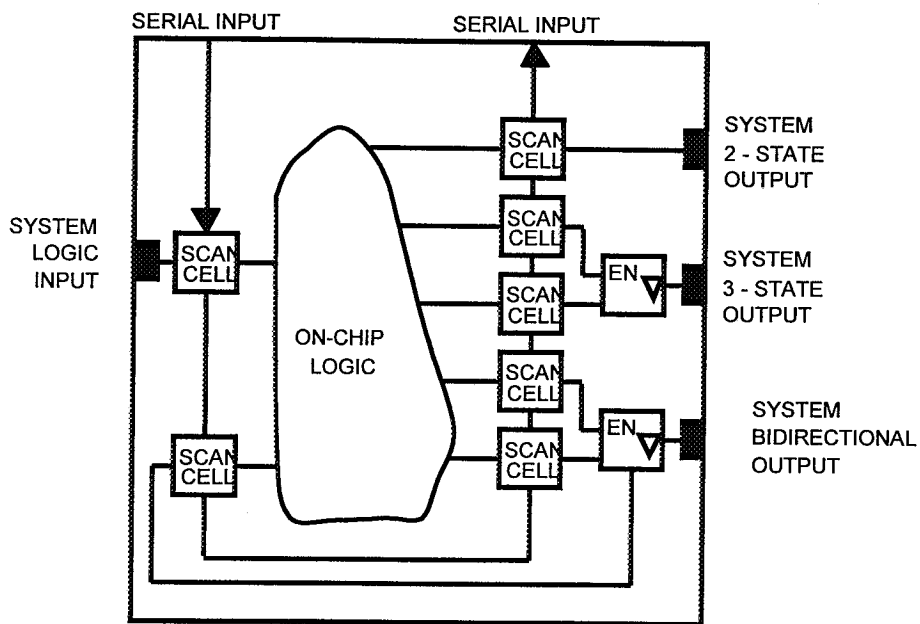 SERIAL INPUT
SERIAL INPUT
SCAN
CELL
SYSTEM
2 - STATE
OUTPUT
SCAN
CELL
SYSTEM
LOGIC
INPUT
SCAN
CELL
EN
SYSTEM
3 - STATE
OUTPUT
SCAN
CELL
ON-CHIP
LOGIC
SCAN
CELL
EN
SYSTEM
BIDIRECTIONAL
OUTPUT
SCAN
CELL
SCAN
CELL